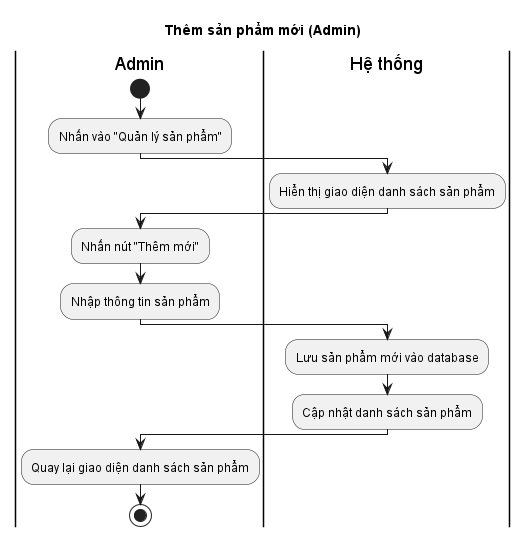 Thêm sản phẩm mới (Admin)
Admin
Hệ thống
Nhấn vào "Quản lý sản phẩm"
Hiển thị giao diện danh sách sản phẩm
Nhấn nút "Thêm mới"
Nhập thông tin sản phẩm
Lưu sản phẩm mới vào database
Cập nhật danh sách sản phẩm
Quay lại giao diện danh sách sản phẩm